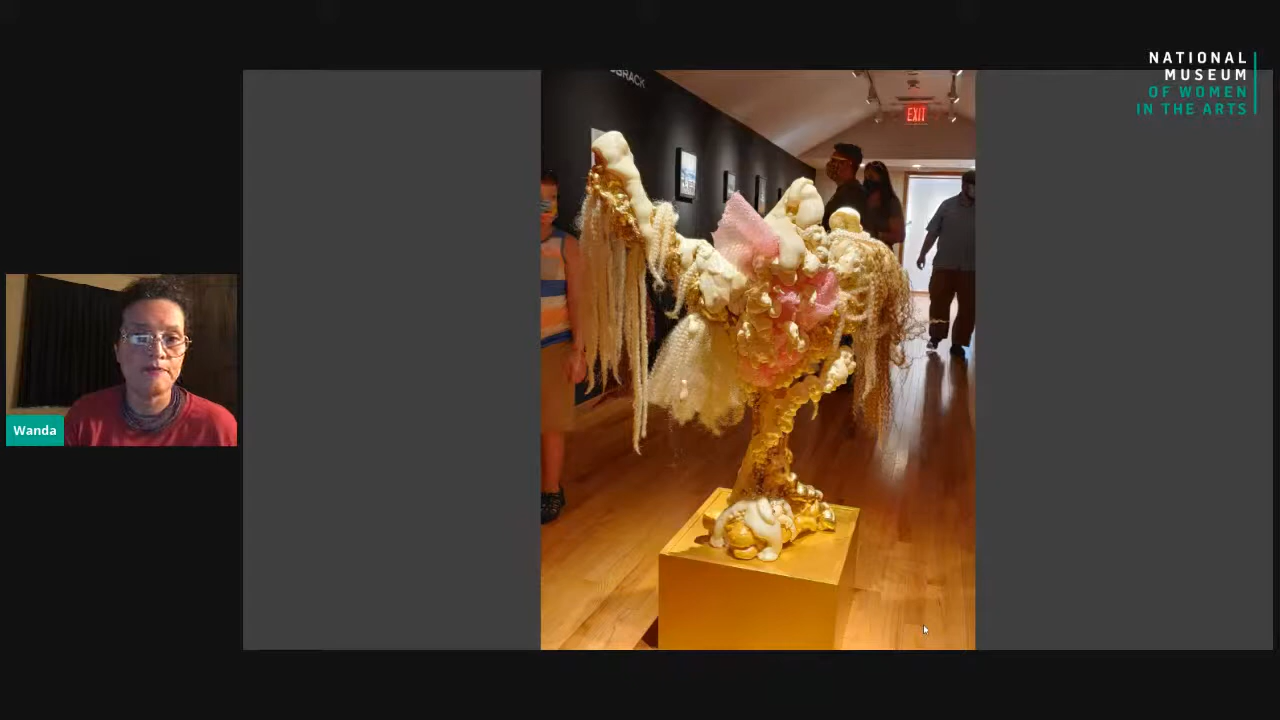 NATIONAL
MUSEUM
OF WOMEN
IN THE ARTS
EXIT
Wanda